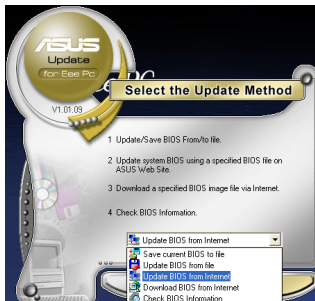 ASUS
Update
for Eee Pc
V1.01.09
Select the Update Method
1 Update/Save BIOS From/to file.
2 Update system BIOS using a specified BIOS file on
ASUS Web Site.
3 Download a specified BIOS image file via Internet.
4 Check BIOS Information.
Update BIOS from Internet
Save current BIOS to file
Update BIOS from file
Update BIOS from Internet
Download BIOS from Internet
Check BIOS Information